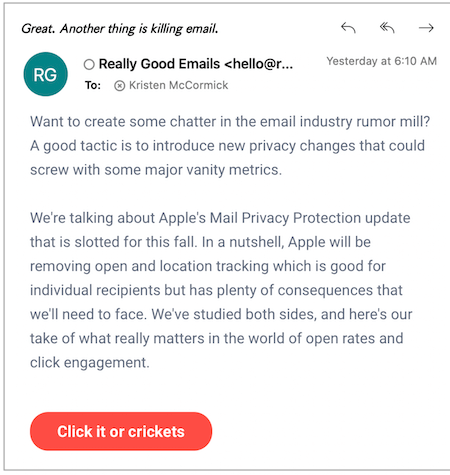 Great. Another thing is killing email.
RG
Really Good Emails <hello@r...
Yesterday at 6:10 AM
To: Kristen McCormick
Want to create some chatter in the email industry rumor mill?
A good tactic is to introduce new privacy changes that could
screw with some major vanity metrics.
We're talking about Apple's Mail Privacy Protection update
that is slotted for this fall. In a nutshell, Apple will be
removing open and location tracking which is good for
individual recipients but has plenty of consequences that
we'll need to face. We've studied both sides, and here's our
take of what really matters in the world of open rates and
click engagement.
Click it or crickets